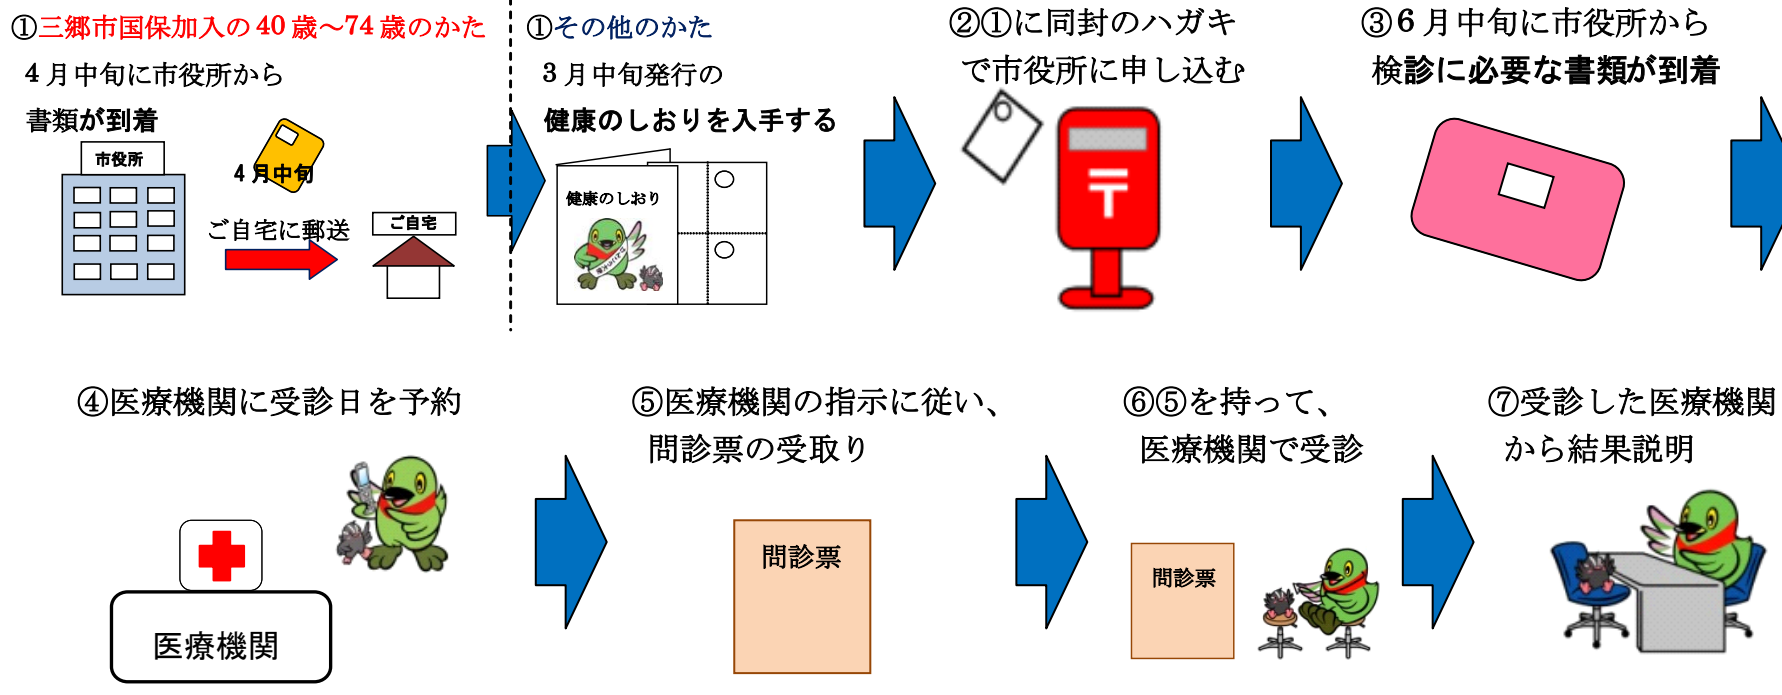 ①三郷市国保加入の40歳～74歳のかた
4月中旬に市役所から
書類が到着
市役所
4月中旬
ご自宅に郵送
ご自宅
①その他のかた
3月中旬発行の
健康のしおりを入手する
健康のしおり
②①に同封のハガキ
で市役所に申し込む
〒
③6月中旬に市役所から
検診に必要な書類が到着
④医療機関に受診日を予約
医療機関
⑤医療機関の指示に従い、
問診票の受取り
問診票
⑥⑤を持って、
医療機関で受診
問診票
⑦受診した医療機関
から結果説明